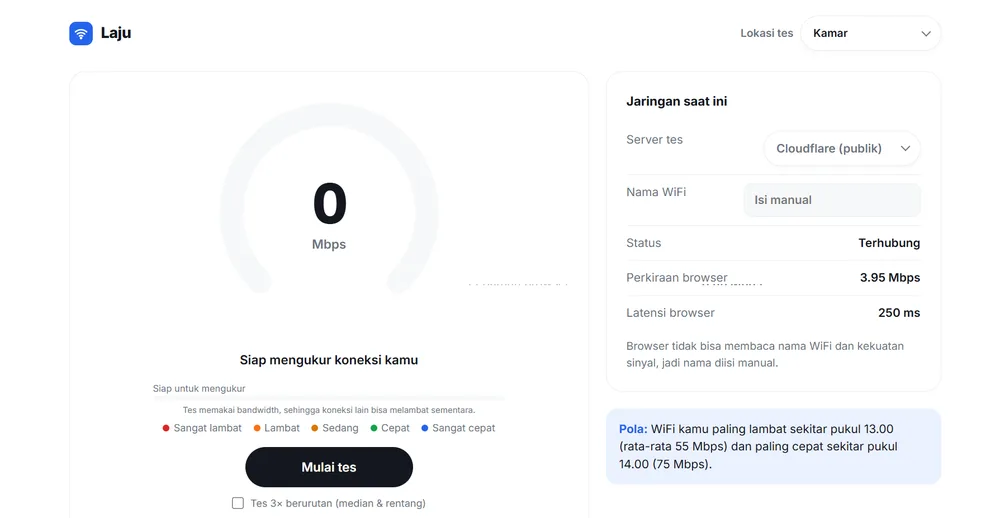 Laju
Lokasi tes
Kamar
0
Mbps
Siap mengukur koneksi kamu
Siap untuk mengukur
Tes memakai bandwidth, sehingga koneksi lain bisa melambat sementara.
Sangat lambat Lambat Sedang Cepat Sangat cepat
Mulai tes
Tes 3× berurutan (median & rentang)
Jaringan saat ini
Server tes
Cloudflare (publik)
Nama WiFi
Isi manual
Status
Terhubung
Perkiraan browser
3.95 Mbps
Latensi browser
250 ms
Browser tidak bisa membaca nama WiFi dan kekuatan
sinyal, jadi nama diisi manual.
Pola: WiFi kamu paling lambat sekitar pukul 13.00
(rata-rata 55 Mbps) dan paling cepat sekitar pukul
14.00 (75 Mbps).